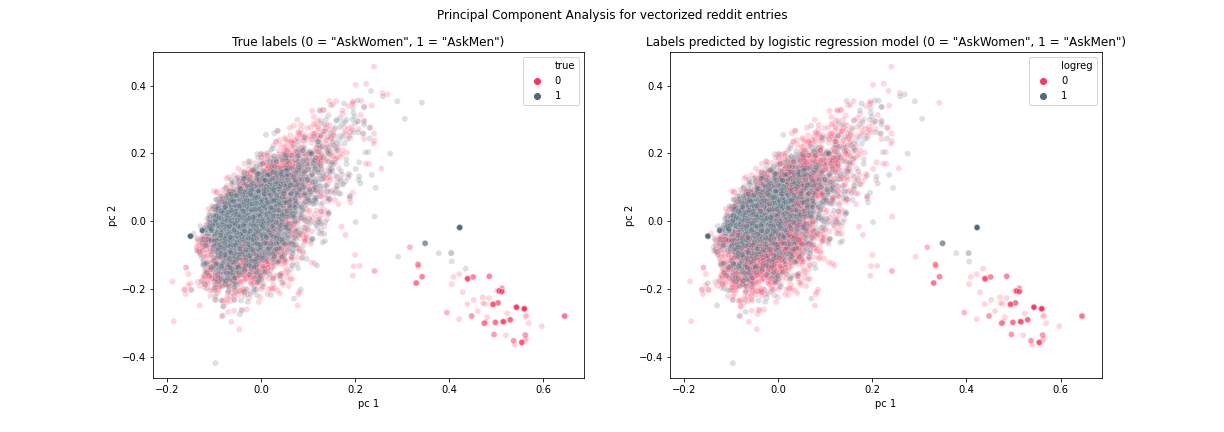 Principal Component Analysis for vectorized reddit entries
True labels (0 = "AskWomen", 1 = "AskMen")
true
0
1
0.4
0.2
0.0
−0.2
−0.4
pc 2
−0.2
0.0
0.2
0.4
0.6
pc 1
Labels predicted by logistic regression model (0 = "AskWomen", 1 = "AskMen")
logreg
0
1
0.4
0.2
0.0
−0.2
−0.4
pc 2
−0.2
0.0
0.2
0.4
0.6
pc 1